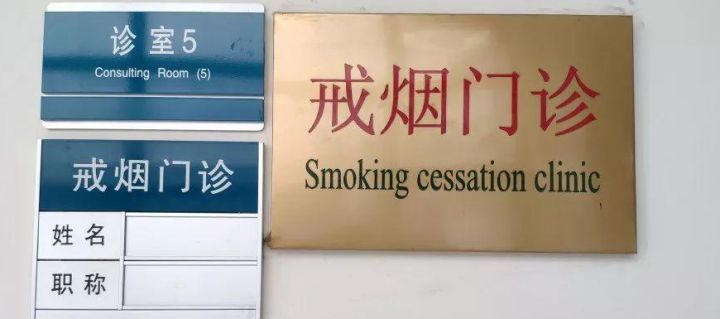 诊室5
Consulting Room (5)
戒烟门诊
姓名
职称
戒烟门诊
Smoking cessation clinic